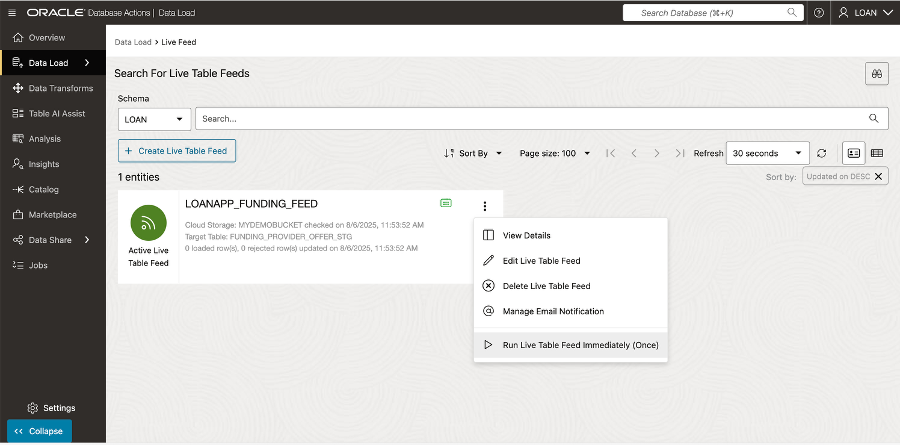 ORACLE Database Actions | Data Load
Search Database (⌘+K)
LOAN
Overview
Data Load
Data Transforms
Table AI Assist
Analysis
Insights
Catalog
Marketplace
Data Share
Jobs
Settings
Collapse
Data Load > Live Feed
Search For Live Table Feeds
Schema
LOAN
Search...
+ Create Live Table Feed
Sort By
Page size: 100
Refresh
30 seconds
1 entities
Sort by:
Updated on DESC
Active Live
Table Feed
LOANAPP_FUNDING_FEED
Cloud Storage: MYDEMOBUCKET checked on 8/6/2025, 11:53:52 AM
Target Table: FUNDING_PROVIDER_OFFER_STG
0 loaded row(s), 0 rejected row(s) updated on 8/6/2025, 11:53:52 AM
View Details
Edit Live Table Feed
Delete Live Table Feed
Manage Email Notification
Run Live Table Feed Immediately (Once)